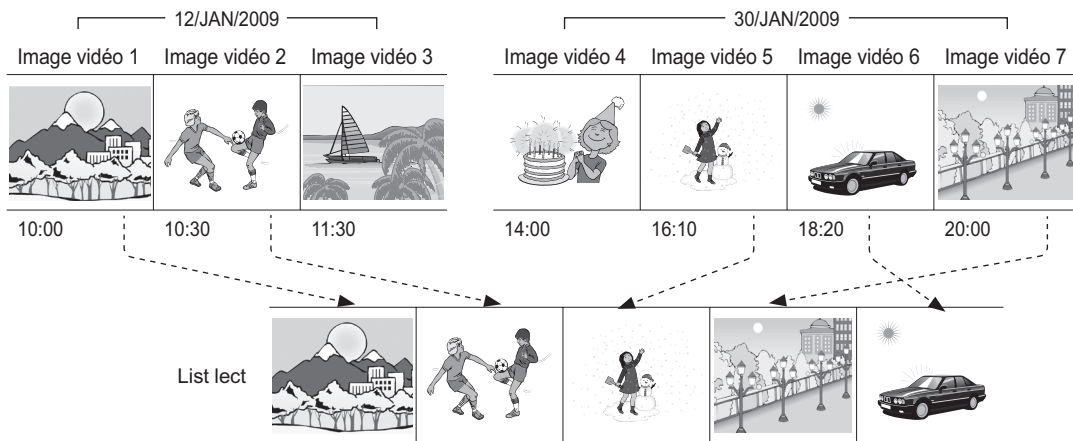 12/JAN/2009 30/JAN/2009
Image vidéo 1 Image vidéo 2 Image vidéo 3 Image vidéo 4 Image vidéo 5 Image vidéo 6 Image vidéo 7
10:00 10:30 11:30 14:00 16:10 18:20 20:00
List lect